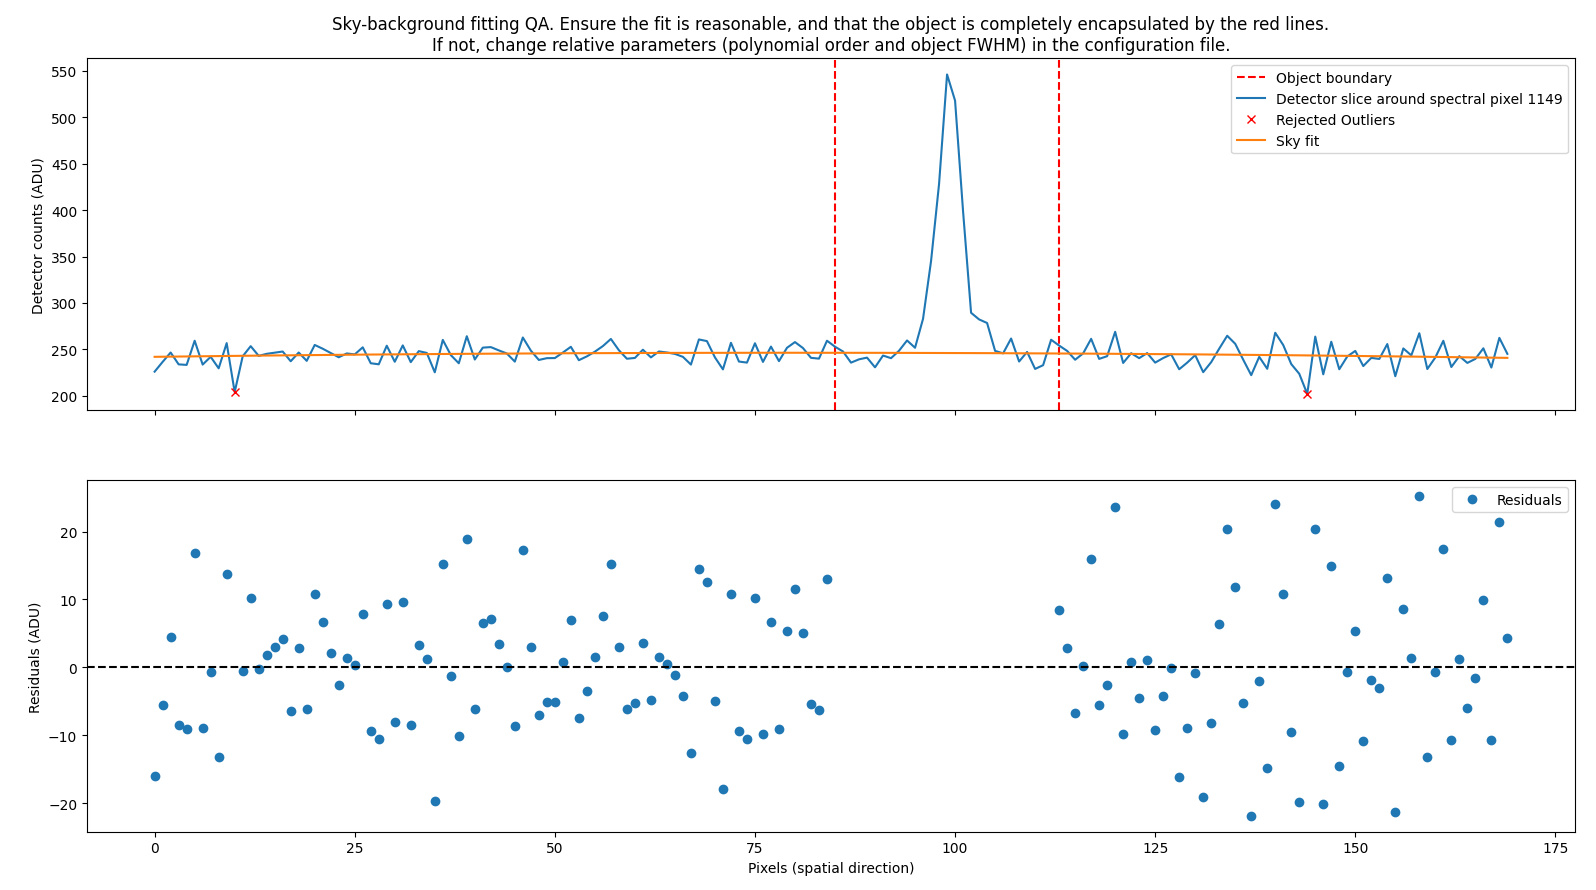 Sky-background fitting QA. Ensure the fit is reasonable, and that the object is completely encapsulated by the red lines.
If not, change relative parameters (polynomial order and object FWHM) in the configuration file.
Detector counts (ADU)
550
500
450
400
350
300
250
200
Object boundary
Detector slice around spectral pixel 1149
Rejected Outliers
Sky fit
Residuals (ADU)
20
10
0
−10
−20
Residuals
0 25 50 75 100 125 150 175
Pixels (spatial direction)